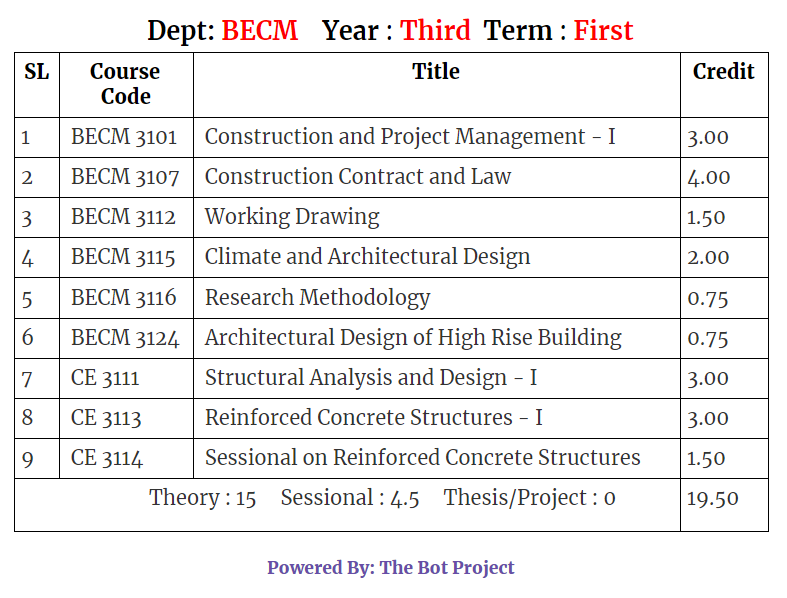 Dept: BECM Year : Third Term : First
SL Course Code Title Credit
1 BECM 3101 Construction and Project Management - I 3.00
2 BECM 3107 Construction Contract and Law 4.00
3 BECM 3112 Working Drawing 1.50
4 BECM 3115 Climate and Architectural Design 2.00
5 BECM 3116 Research Methodology 0.75
6 BECM 3124 Architectural Design of High Rise Building 0.75
7 CE 3111 Structural Analysis and Design - I 3.00
8 CE 3113 Reinforced Concrete Structures - I 3.00
9 CE 3114 Sessional on Reinforced Concrete Structures 1.50
Theory : 15 Sessional : 4.5 Thesis/Project : 0 19.50
Powered By: The Bot Project